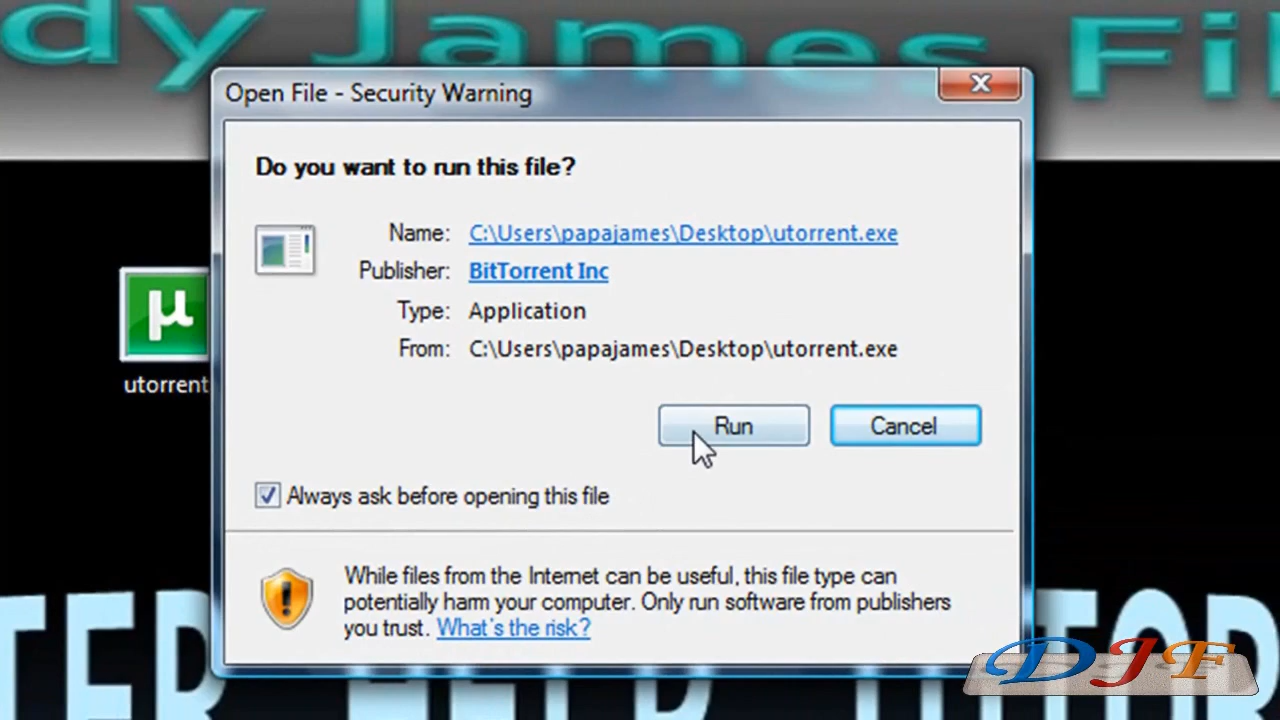 dy James Fil
Open File - Security Warning
Do you want to run this file?
Name: C:\Users\papajames\Desktop\utorrent.exe
Publisher: BitTorrent Inc
Type: Application
From: C:\Users\papajames\Desktop\utorrent.exe
µ
utorrent
Run Cancel
Always ask before opening this file
While files from the Internet can be useful, this file type can
potentially harm your computer. Only run software from publishers
you trust. What's the risk?
DJF